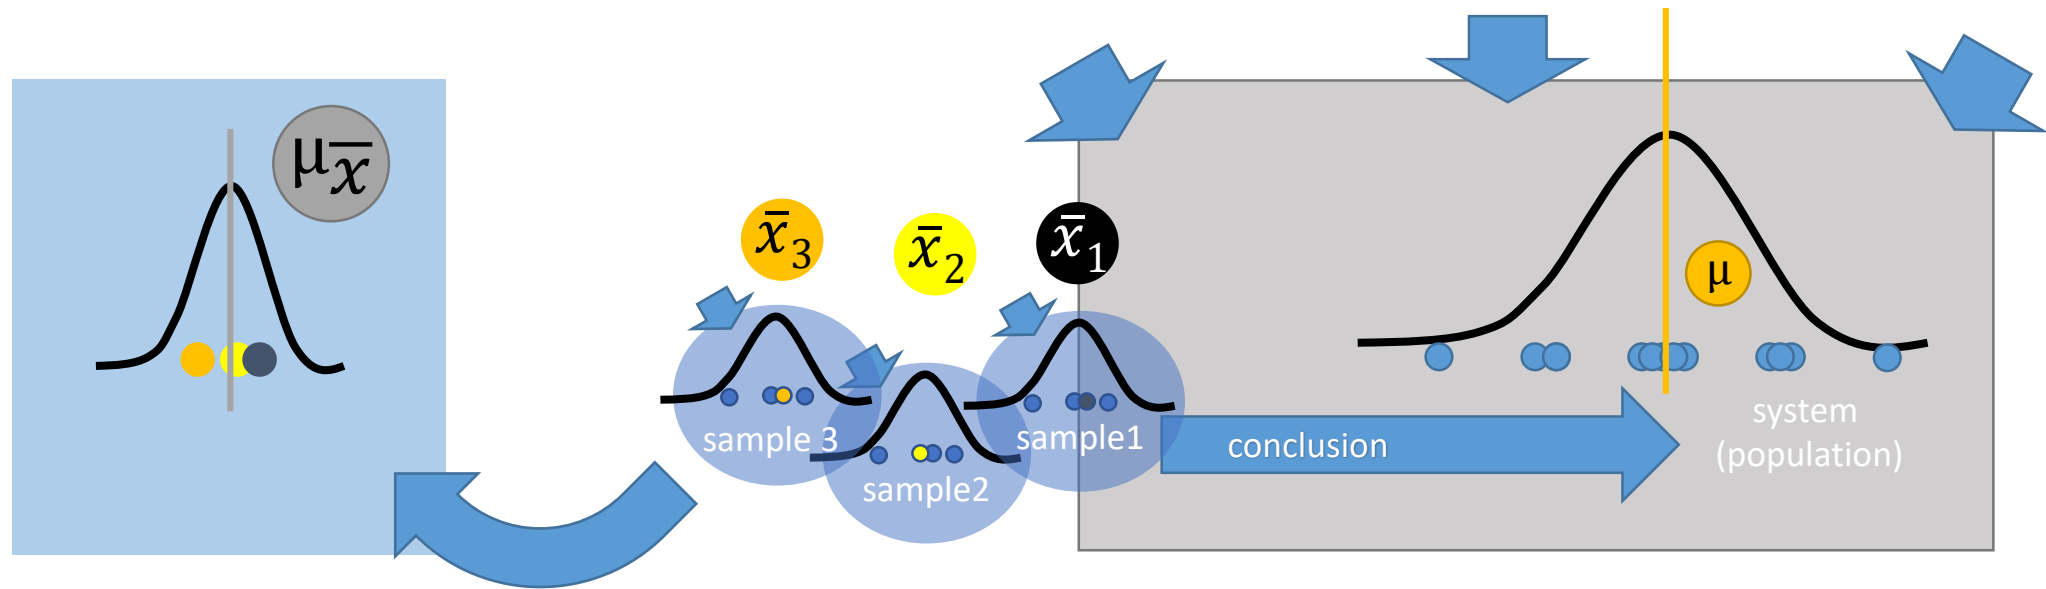 μx̅
x̅3
x̅2
x̅1
μ
sample 3
sample2
sample1
conclusion
system
(population)